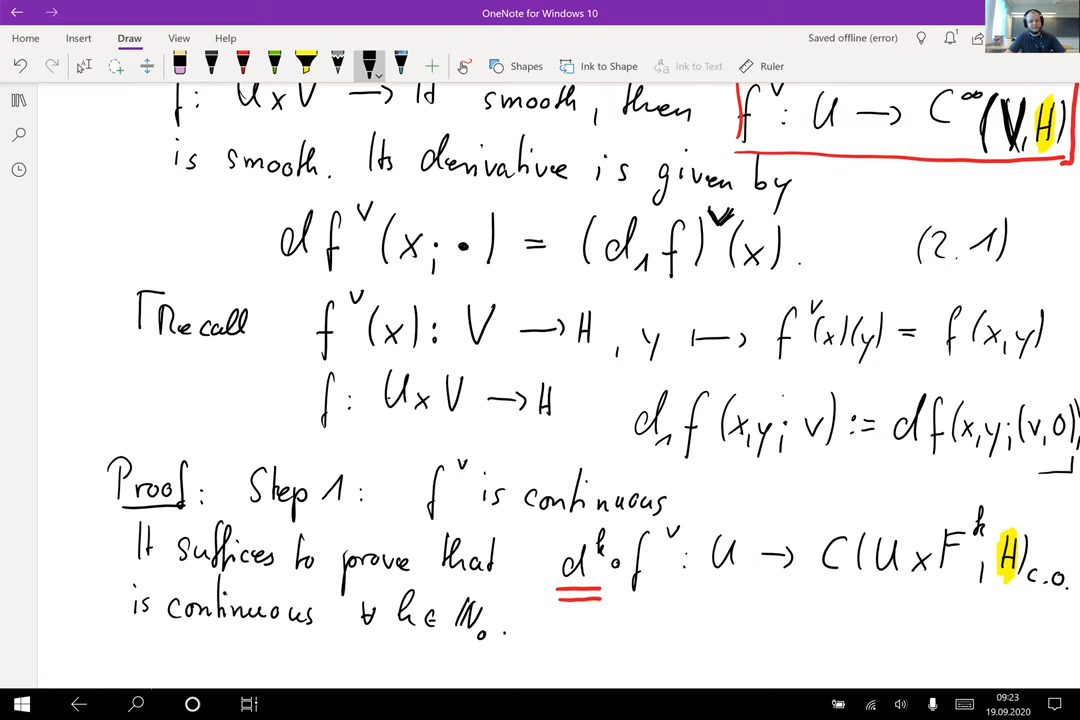 OneNote for Windows 10
Home Insert Draw View Help Saved offline (error)
Shapes Ink to Shape Ink to Text Ruler
f: U×V → H smooth, then f^∨: U → C^∞(V,H)
is smooth. Its derivative is given by
df^∨(x; •) = (d₁f)^∨(x). (2.1)
Recall f^∨(x): V → H, y ↦ f^∨(x)(y) = f(x,y)
f: U×V → H d₁f(x,y; v) := df(x,y;(v,0))
Proof: Step 1: f^∨ is continuous
It suffices to prove that d^k∘f^∨: U → C(U×F^k, H)_c.o.
is continuous ∀ k∈ℕ₀.
09:23
19.09.2020